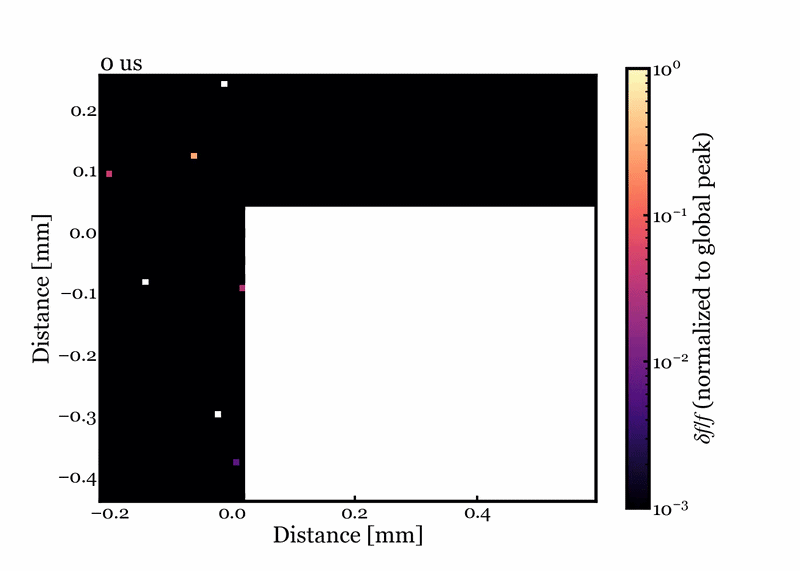 0 us
0.2
0.1
0.0
−0.1
−0.2
−0.3
−0.4
Distance [mm]
−0.2 0.0 0.2 0.4
Distance [mm]
10⁰
10⁻¹
10⁻²
10⁻³
δf/f (normalized to global peak)